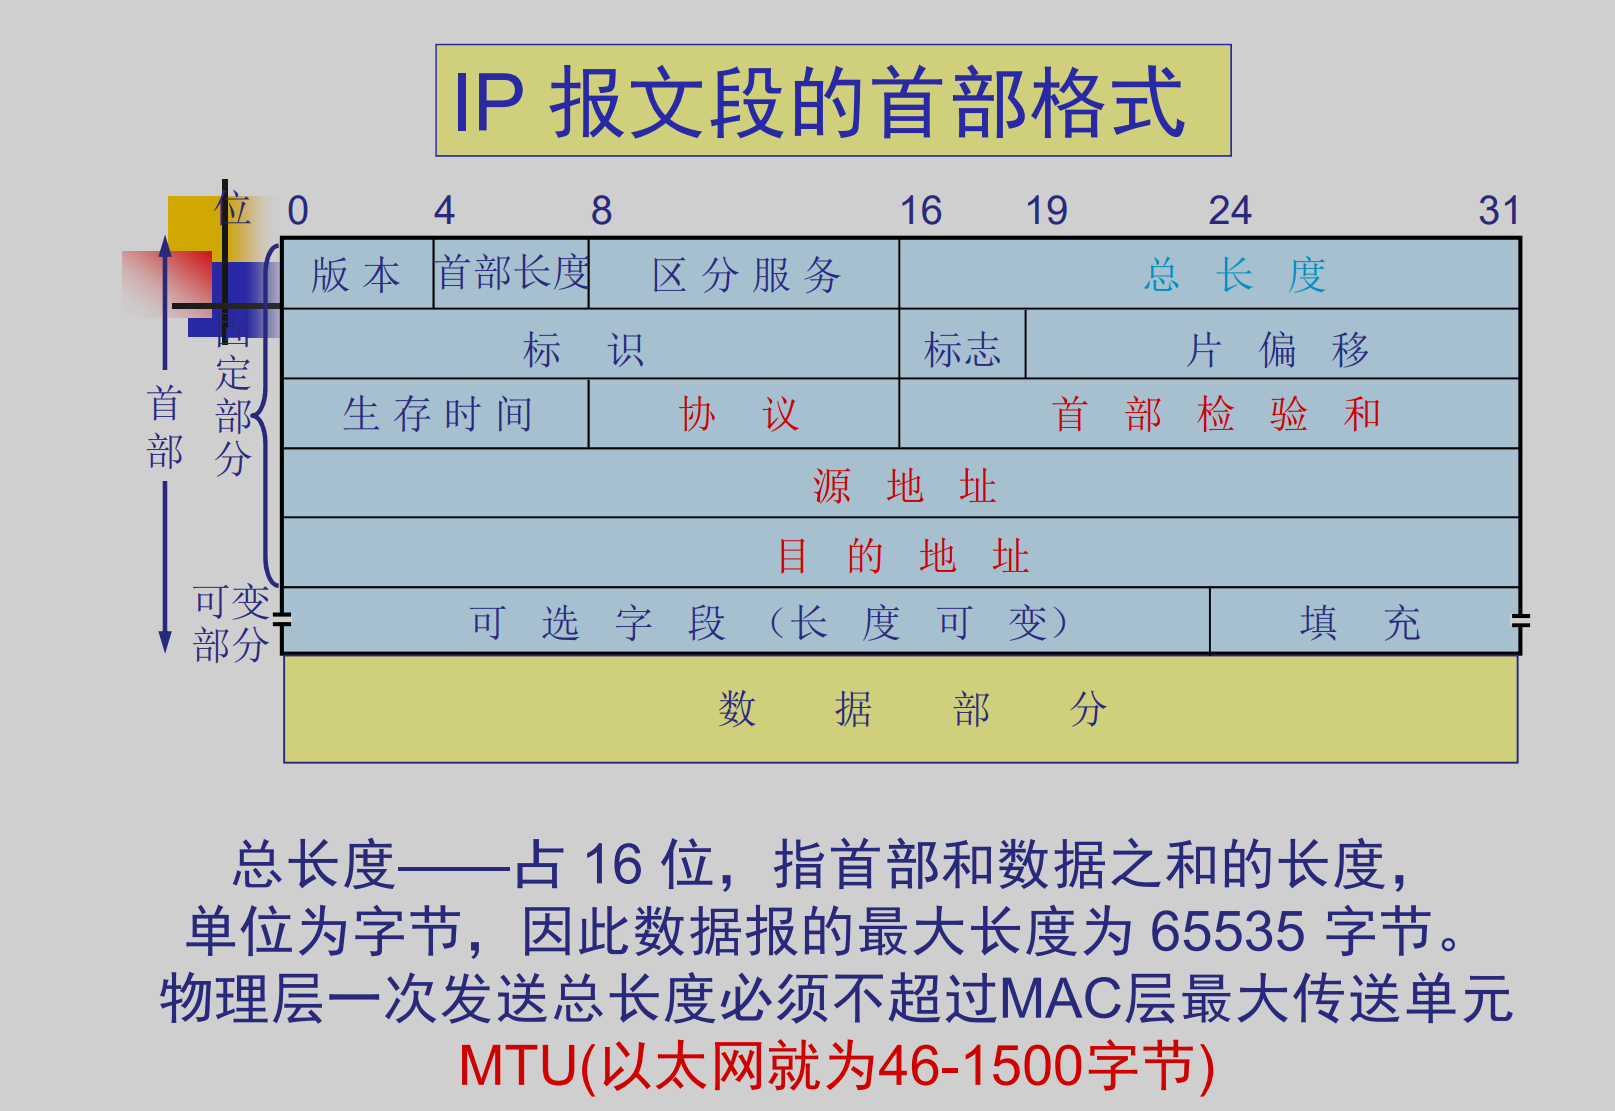 IP 报文段的首部格式
位 0 4 8 16 19 24 31
版 本 首部长度 区 分 服 务 总 长 度
标 识 标志 片 偏 移
生 存 时 间 协 议 首 部 检 验 和
源 地 址
目 的 地 址
可 选 字 段 （长 度 可 变） 填 充
首部
固定部分
可变
部分
数 据 部 分
总长度——占 16 位，指首部和数据之和的长度，
单位为字节，因此数据报的最大长度为 65535 字节。
物理层一次发送总长度必须不超过MAC层最大传送单元
MTU(以太网就为46-1500字节)